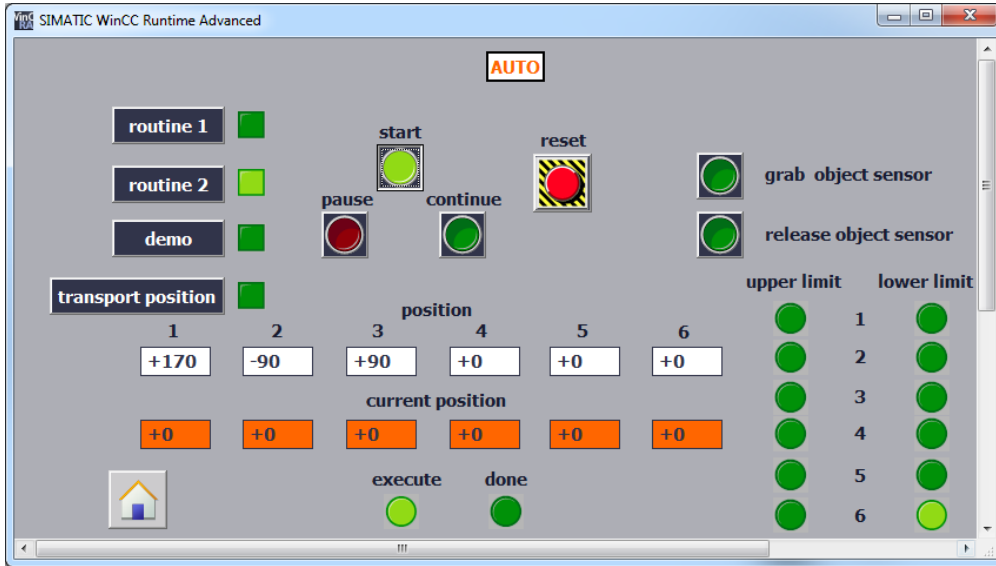 SIMATIC WinCC Runtime Advanced
AUTO
routine 1
start
reset
routine 2
grab object sensor
pause
continue
demo
release object sensor
transport position
upper limit
lower limit
position
1 2 3 4 5 6
+170 -90 +90 +0 +0 +0
current position
+0 +0 +0 +0 +0 +0
execute
done
1
2
3
4
5
6